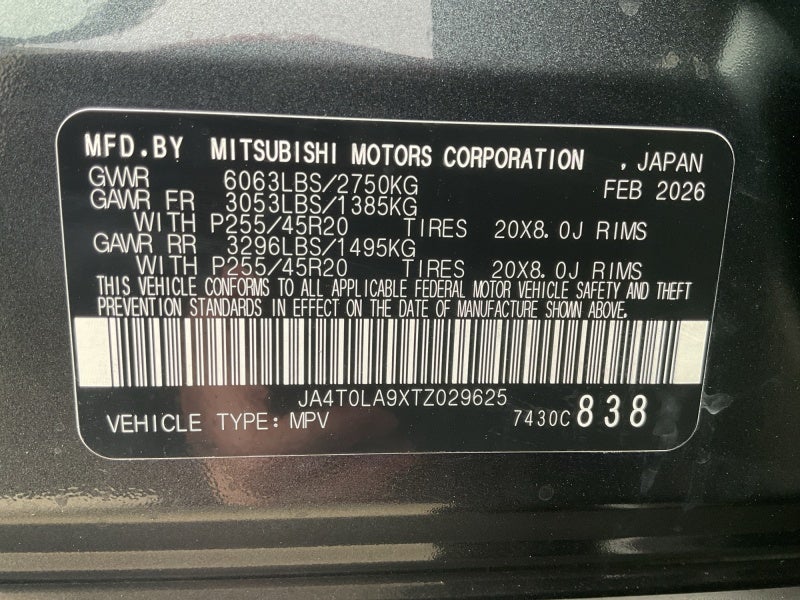 MFD.BY MITSUBISHI MOTORS CORPORATION , JAPAN
GVWR 6063LBS/2750KG FEB 2026
GAWR FR 3053LBS/1385KG
WITH P255/45R20 TIRES 20X8.0J RIMS
GAWR RR 3296LBS/1495KG
WITH P255/45R20 TIRES 20X8.0J RIMS
THIS VEHICLE CONFORMS TO ALL APPLICABLE FEDERAL MOTOR VEHICLE SAFETY AND THEFT
PREVENTION STANDARDS IN EFFECT ON THE DATE OF MANUFACTURE SHOWN ABOVE.
JA4T0LA9XTZ029625
VEHICLE TYPE: MPV 7430C 838